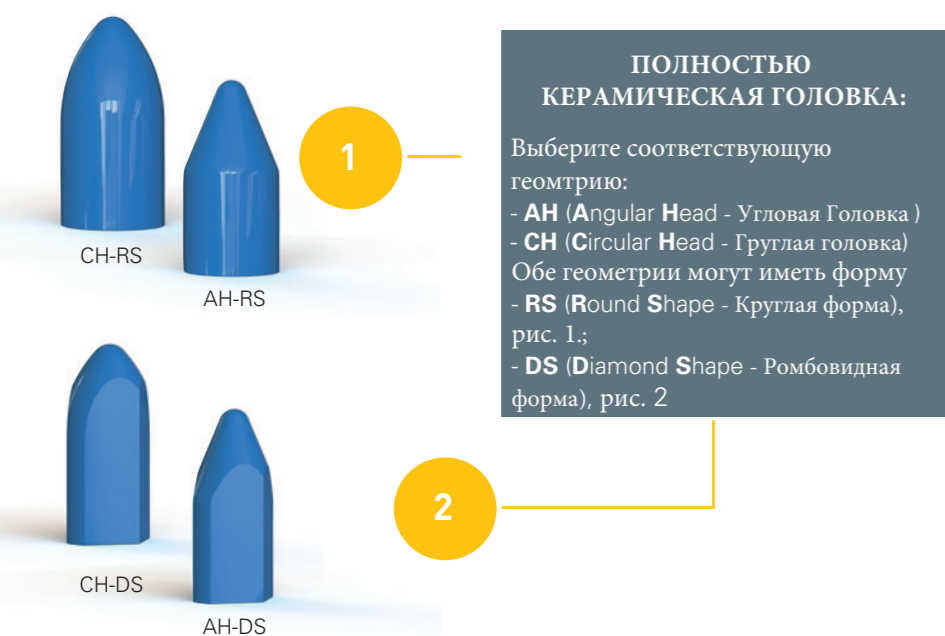 CH-RS
AH-RS
1
ПОЛНОСТЬЮ
КЕРАМИЧЕСКАЯ ГОЛОВКА:
Выберите соответствующую
геомтрию:
- AH (Angular Head - Угловая Головка )
- CH (Circular Head - Груглая головка)
Обе геометрии могут иметь форму
- RS (Round Shape - Круглая форма),
рис. 1.;
- DS (Diamond Shape - Ромбовидная
форма), рис. 2
2
CH-DS
AH-DS